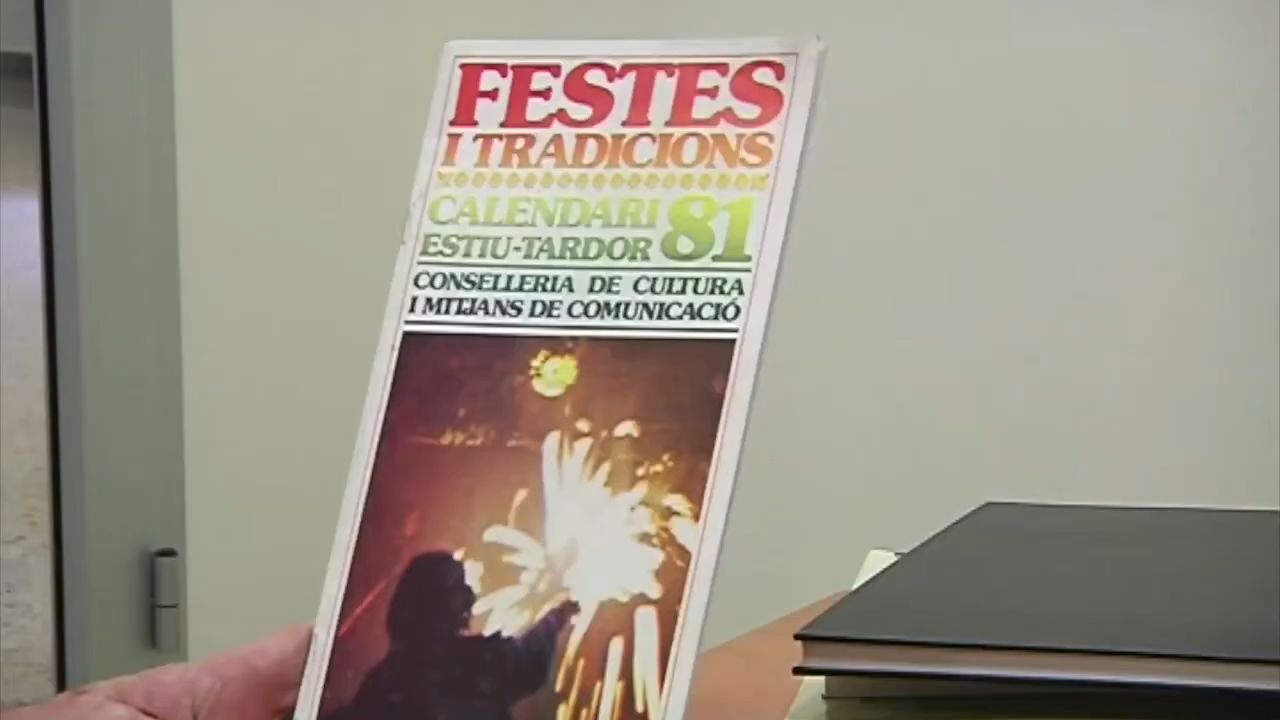 FESTES
I TRADICIONS
CALENDARI 81
ESTIU-TARDOR
CONSELLERIA DE CULTURA
I MITJANS DE COMUNICACIÓ